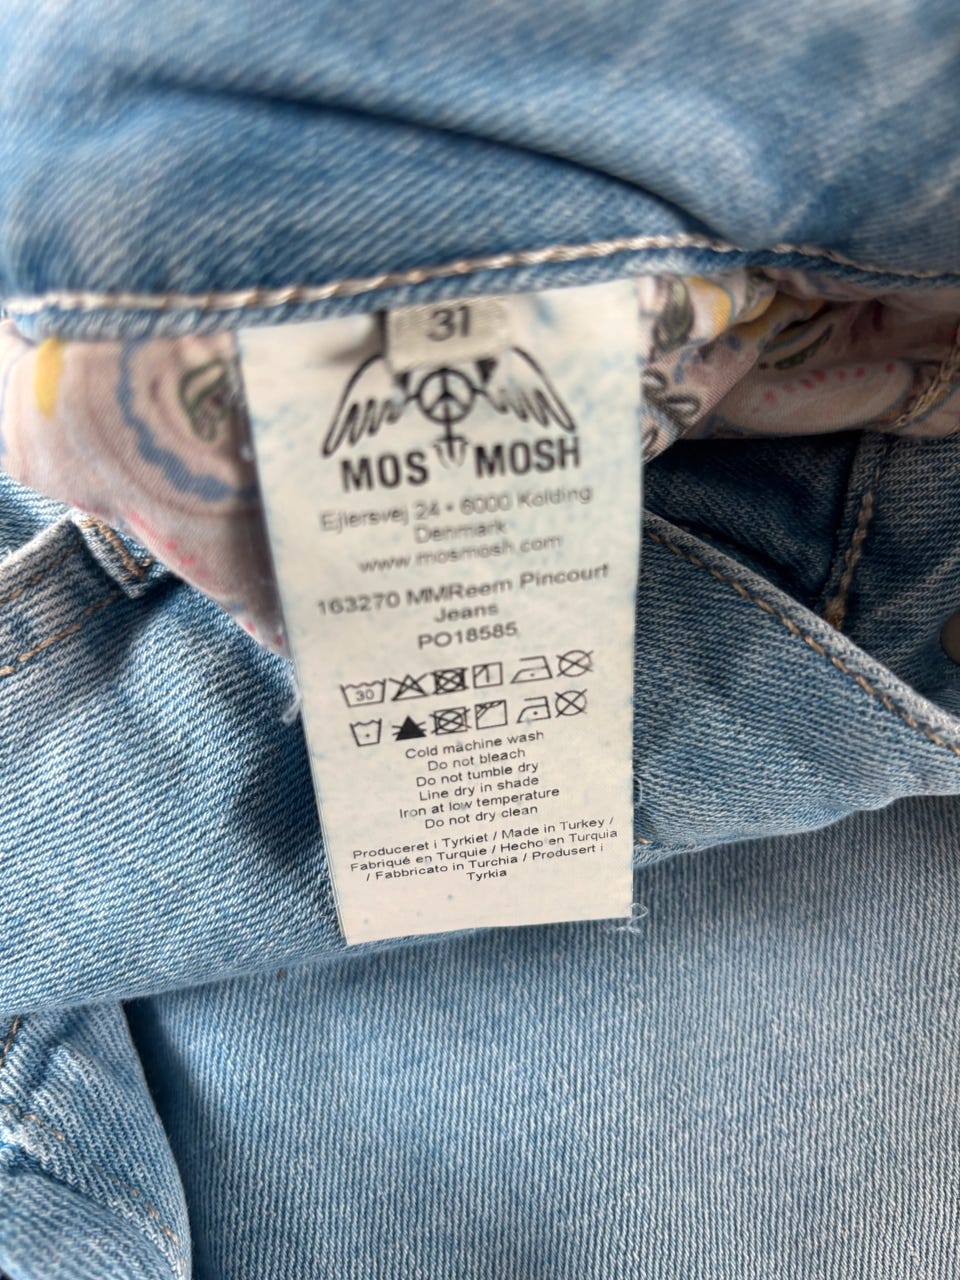 31
MOS MOSH
Ejlersvej 24 • 6000 Kolding
Denmark
www.mosmosh.com
163270 MMReem Pincourt
Jeans
PO18585
30
Cold machine wash
Do not bleach
Do not tumble dry
Line dry in shade
Iron at low temperature
Do not dry clean
Produceret i Tyrkiet / Made in Turkey /
Fabriqué en Turquie / Hecho en Turquia
/ Fabbricato in Turchia / Produsert i
Tyrkia